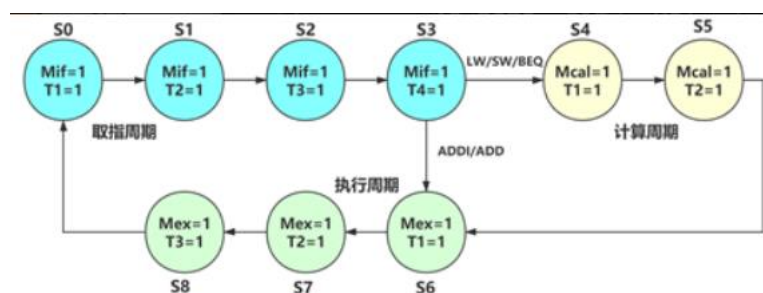 S0
S1
S2
S3
S4
S5
Mif=1
T1=1
Mif=1
T2=1
Mif=1
T3=1
Mif=1
T4=1
LW/SW/BEQ
Mcal=1
T1=1
Mcal=1
T2=1
取指周期
计算周期
ADDI/ADD
执行周期
Mex=1
T3=1
Mex=1
T2=1
Mex=1
T1=1
S8
S7
S6